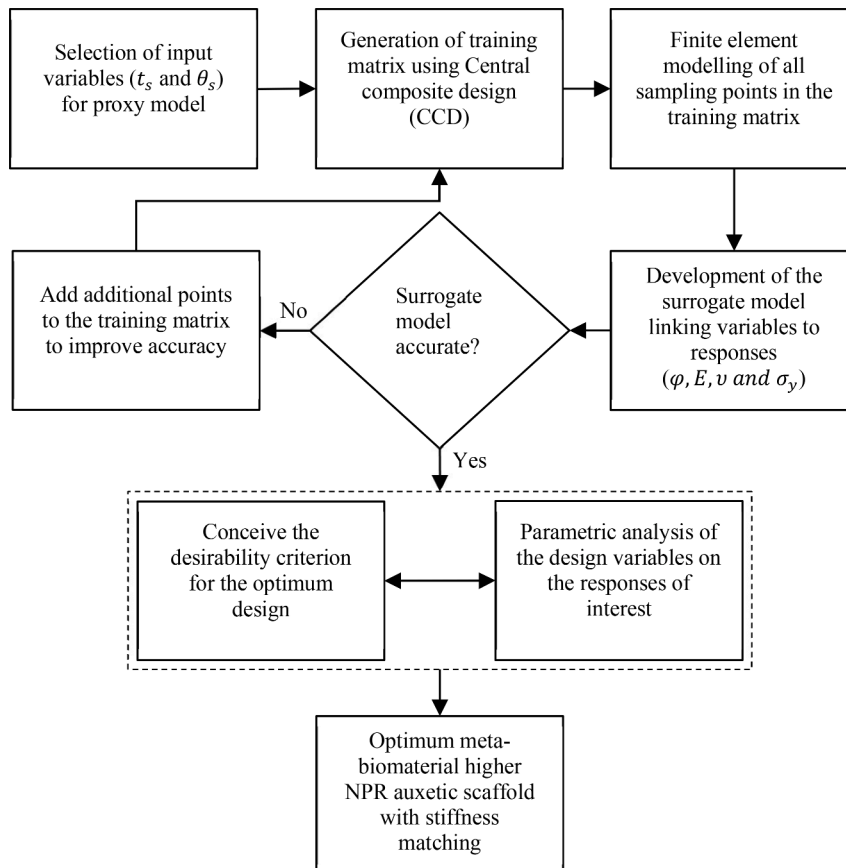 Selection of input
variables (tₛ and θₛ)
for proxy model
Generation of training
matrix using Central
composite design
(CCD)
Finite element
modelling of all
sampling points in the
training matrix
Add additional points
to the training matrix
to improve accuracy
No
Surrogate
model
accurate?
Development of the
surrogate model
linking variables to
responses
(φ, E, υ and σ_y)
Yes
Conceive the
desirability criterion
for the optimum
design
Parametric analysis of
the design variables on
the responses of
interest
Optimum meta-
biomaterial higher
NPR auxetic scaffold
with stiffness
matching